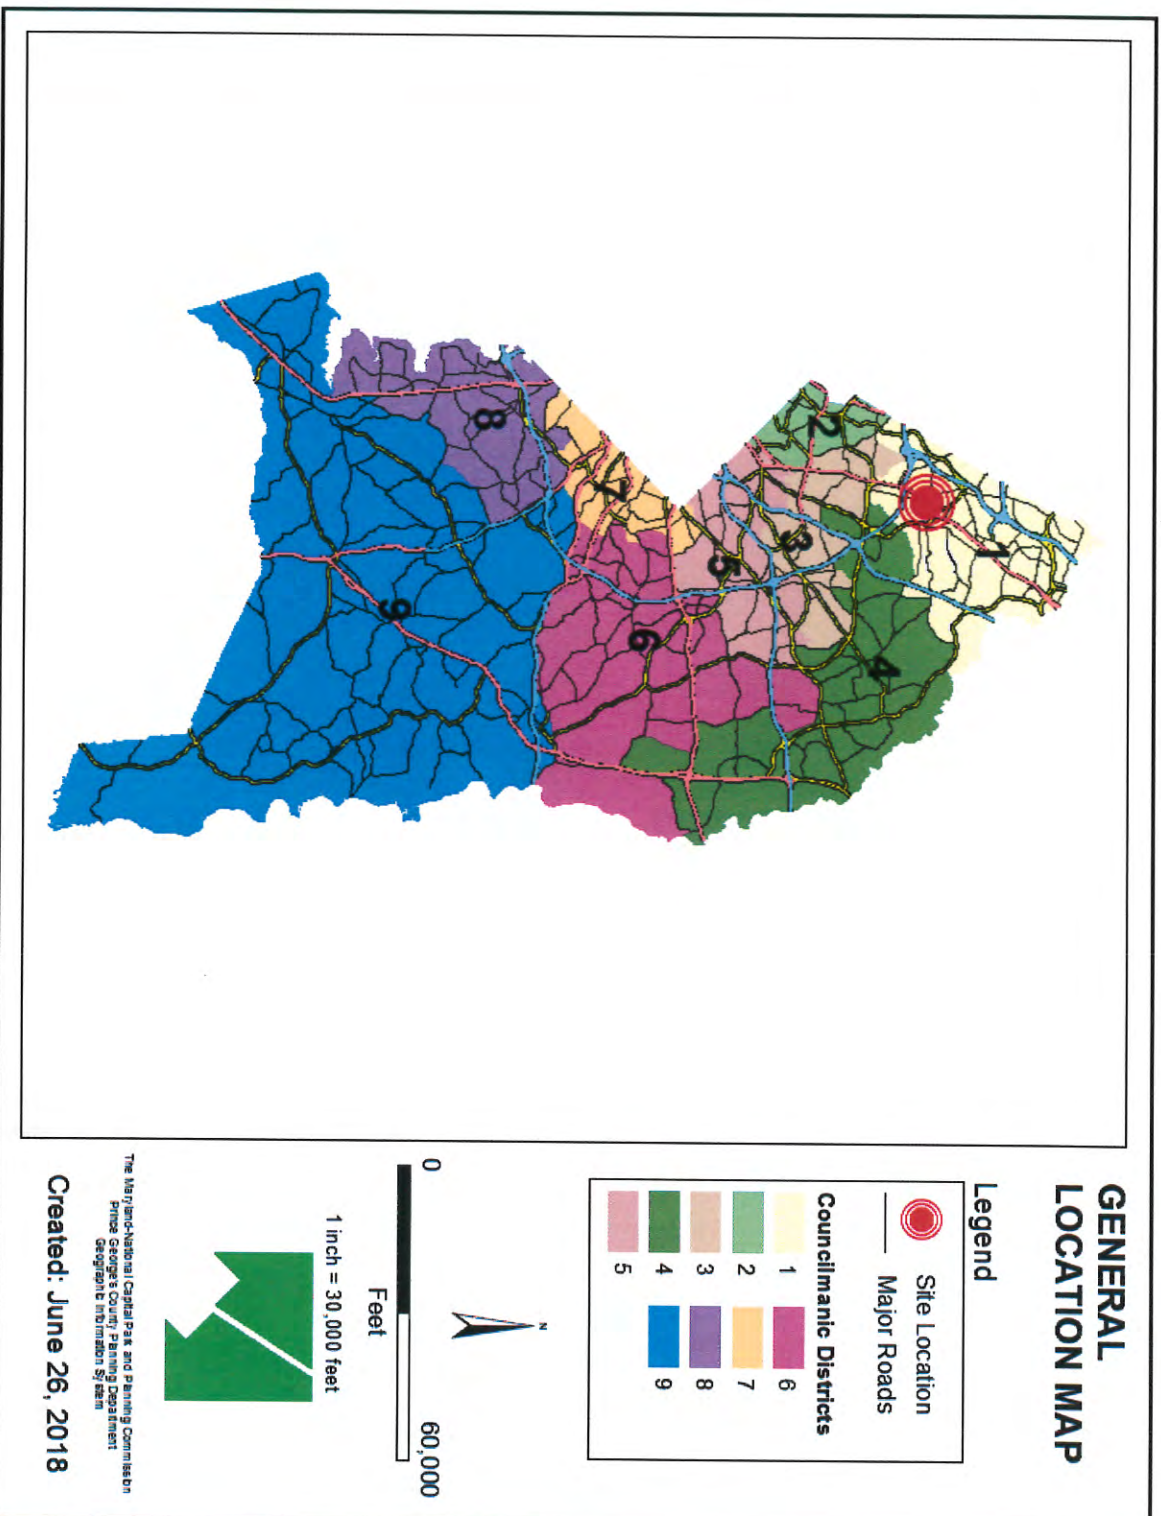 GENERAL
LOCATION MAP
Legend
Site Location
Major Roads
Councilmanic Districts
1
2
3
4
5
6
7
8
9
N
0
60,000
Feet
1 inch = 30,000 feet
The Maryland-National Capital Park and Planning Commission
Prince George's County Planning Department
Geographic Information System
Created: June 26, 2018
1
2
3
4
5
6
7
8
9